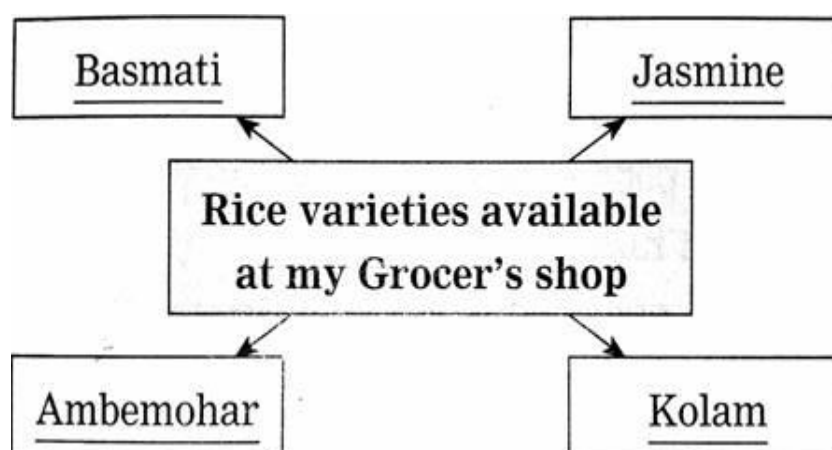 Basmati
Jasmine
Rice varieties available
at my Grocer's shop
Ambemohar
Kolam